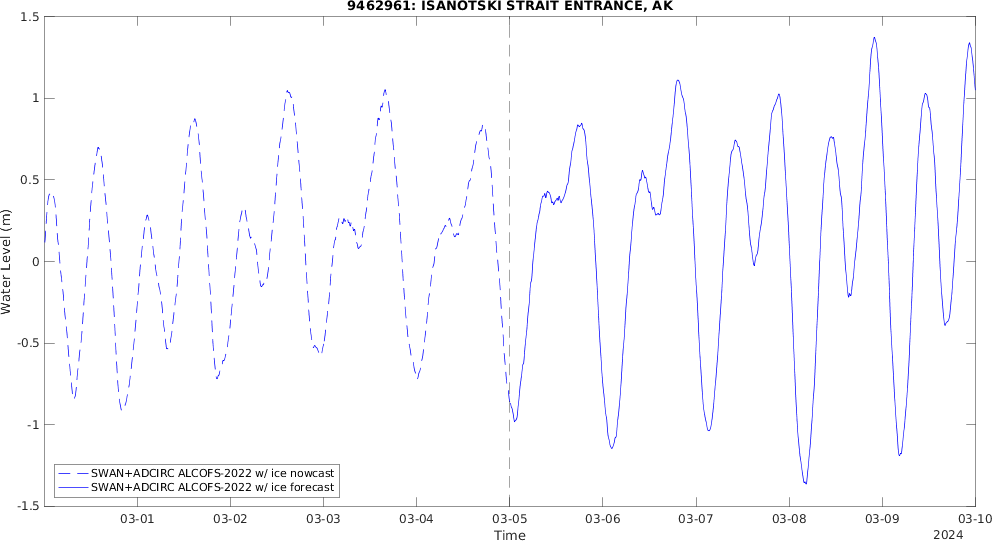 9462961: ISANOTSKI STRAIT ENTRANCE, AK
1.5
1
0.5
0
-0.5
-1
-1.5
Water Level (m)
SWAN+ADCIRC ALCOFS-2022 w/ ice nowcast
SWAN+ADCIRC ALCOFS-2022 w/ ice forecast
03-01 03-02 03-03 03-04 03-05 03-06 03-07 03-08 03-09 03-10
Time
2024